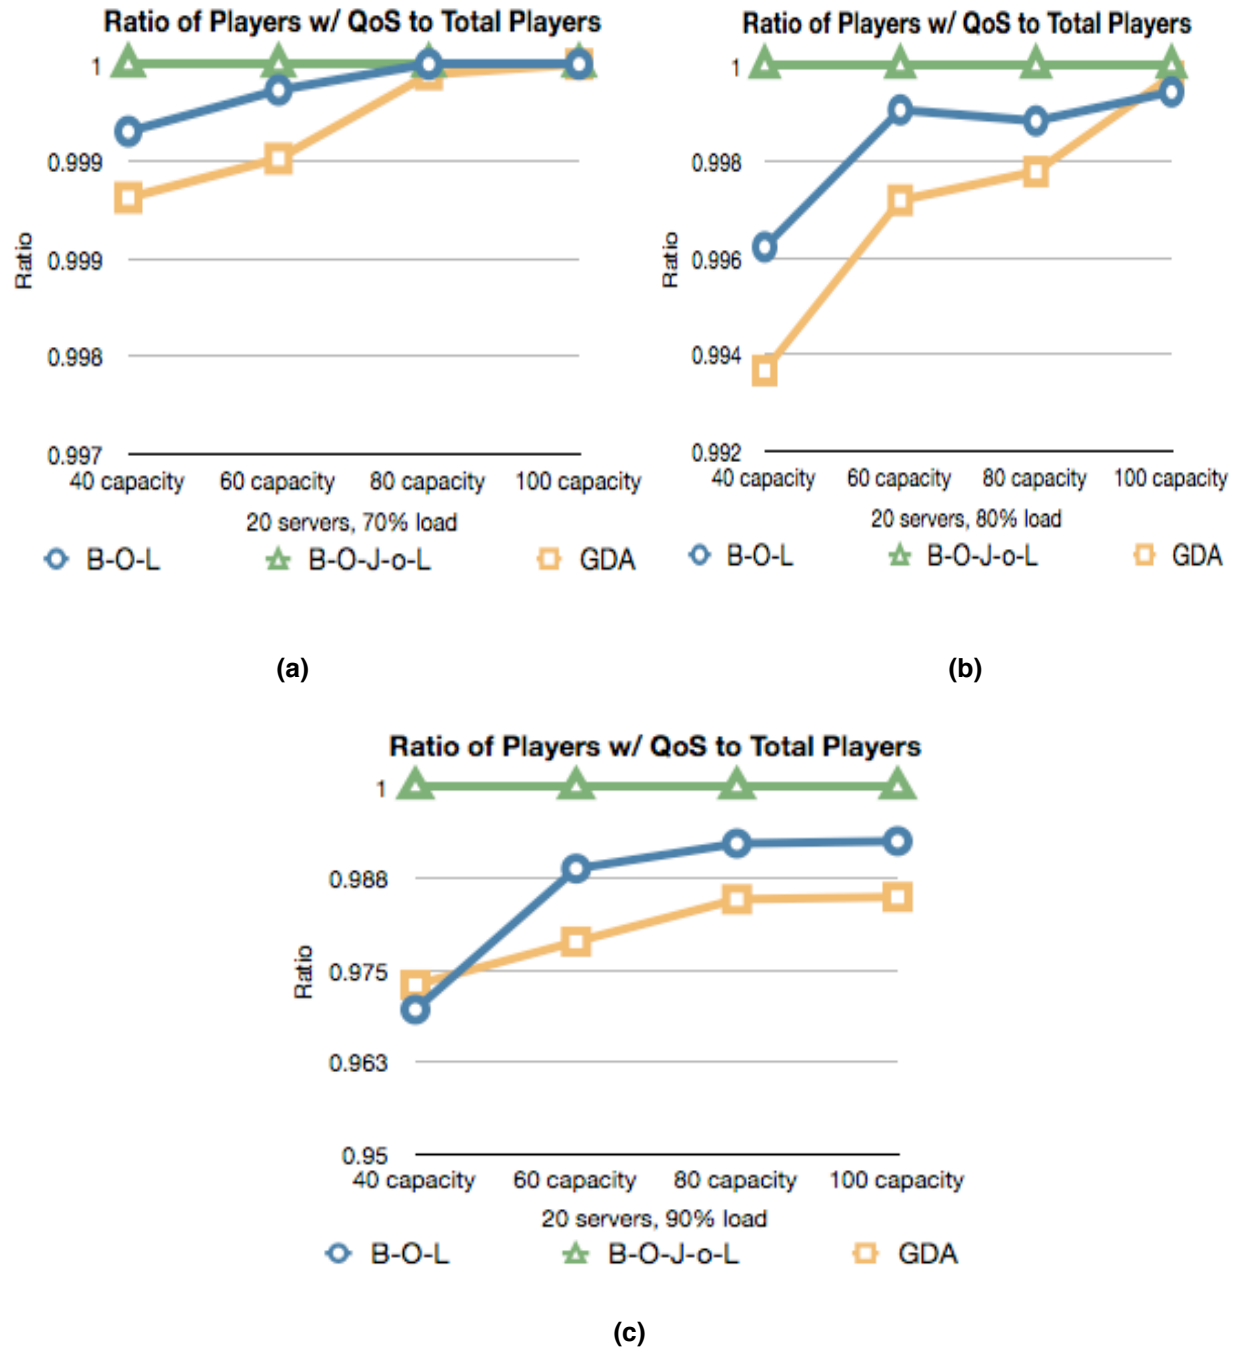 Ratio of Players w/ QoS to Total Players
1
0.999
0.999
0.998
0.997
Ratio
40 capacity 60 capacity 80 capacity 100 capacity
20 servers, 70% load
B-O-L B-O-J-o-L GDA
(a)
Ratio of Players w/ QoS to Total Players
1
0.998
0.996
0.994
0.992
Ratio
40 capacity 60 capacity 80 capacity 100 capacity
20 servers, 80% load
B-O-L B-O-J-o-L GDA
(b)
Ratio of Players w/ QoS to Total Players
1
0.988
0.975
0.963
0.95
Ratio
40 capacity 60 capacity 80 capacity 100 capacity
20 servers, 90% load
B-O-L B-O-J-o-L GDA
(c)